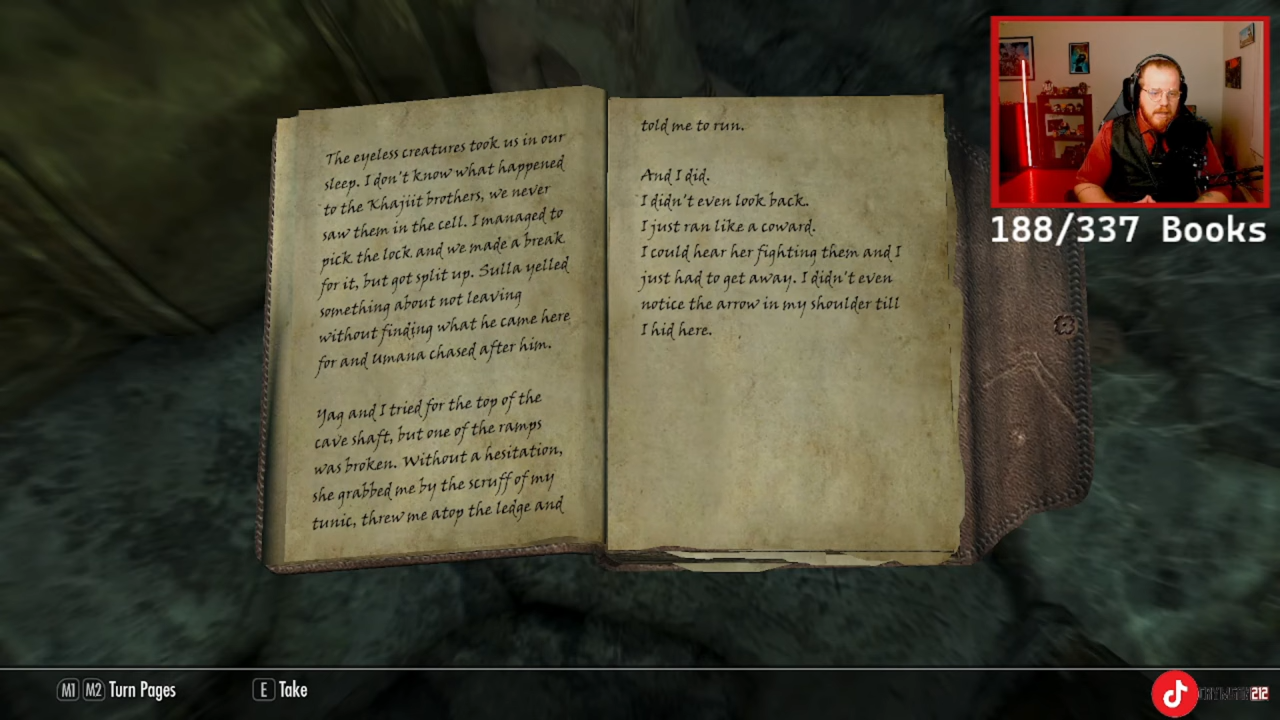 The eyeless creatures took us in our
sleep. I don't know what happened
to the Khajiit brothers, we never
saw them in the cell. I managed to
pick the lock and we made a break
for it, but got split up. Sulla yelled
something about not leaving
without finding what he came here
for and Umana chased after him.
Yag and I tried for the top of the
cave shaft, but one of the ramps
was broken. Without a hesitation,
she grabbed me by the scruff of my
tunic, threw me atop the ledge and
told me to run.
And I did.
I didn't even look back.
I just ran like a coward.
I could hear her fighting them and I
just had to get away. I didn't even
notice the arrow in my shoulder till
I hid here.
188/337 Books
M1 M2 Turn Pages
E Take